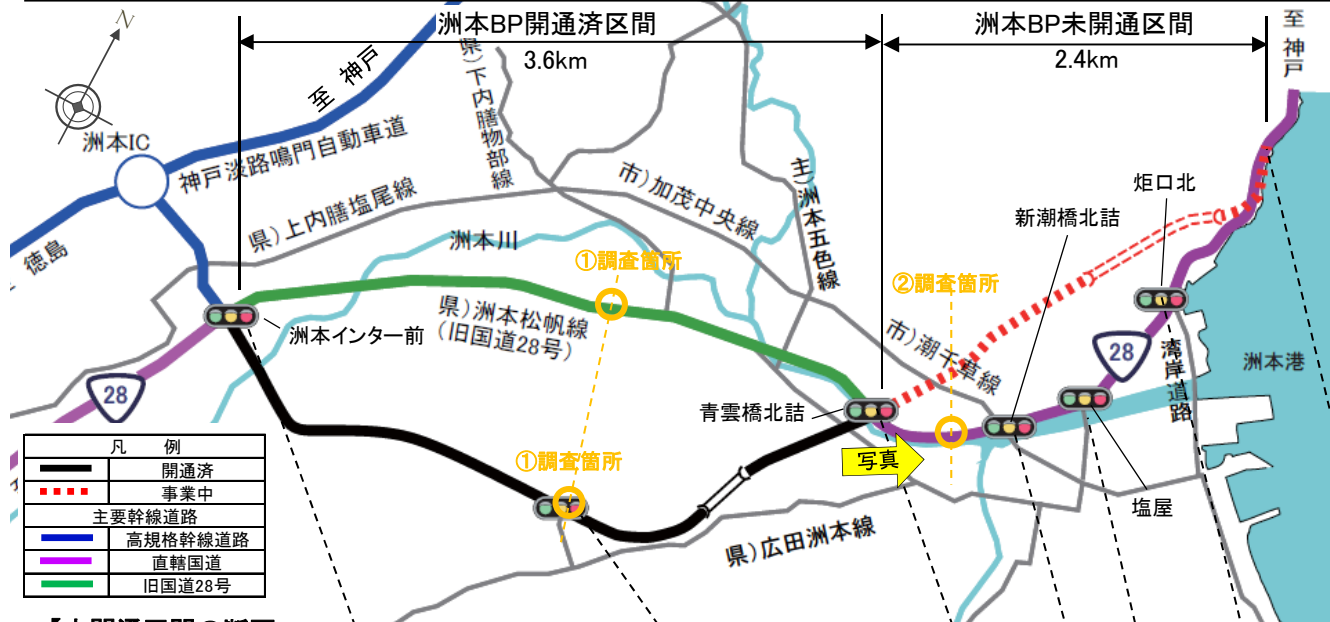 洲本BP開通済区間
3.6km
洲本BP未開通区間
2.4km
至 神戸
N
至 神戸
県）下内膳物部線
洲本IC
神戸淡路鳴門自動車道
県）上内膳塩尾線
市）加茂中央線
主）洲本五色線
炬口北
新潮橋北詰
徳島
洲本川
①調査箇所
②調査箇所
県）洲本松帆線
（旧国道28号）
洲本インター前
市）潮千草線
28
28
湾岸道路
洲本港
青雲橋北詰
写真
①調査箇所
塩屋
県）広田洲本線
凡 例
開通済
事業中
主要幹線道路
高規格幹線道路
直轄国道
旧国道28号